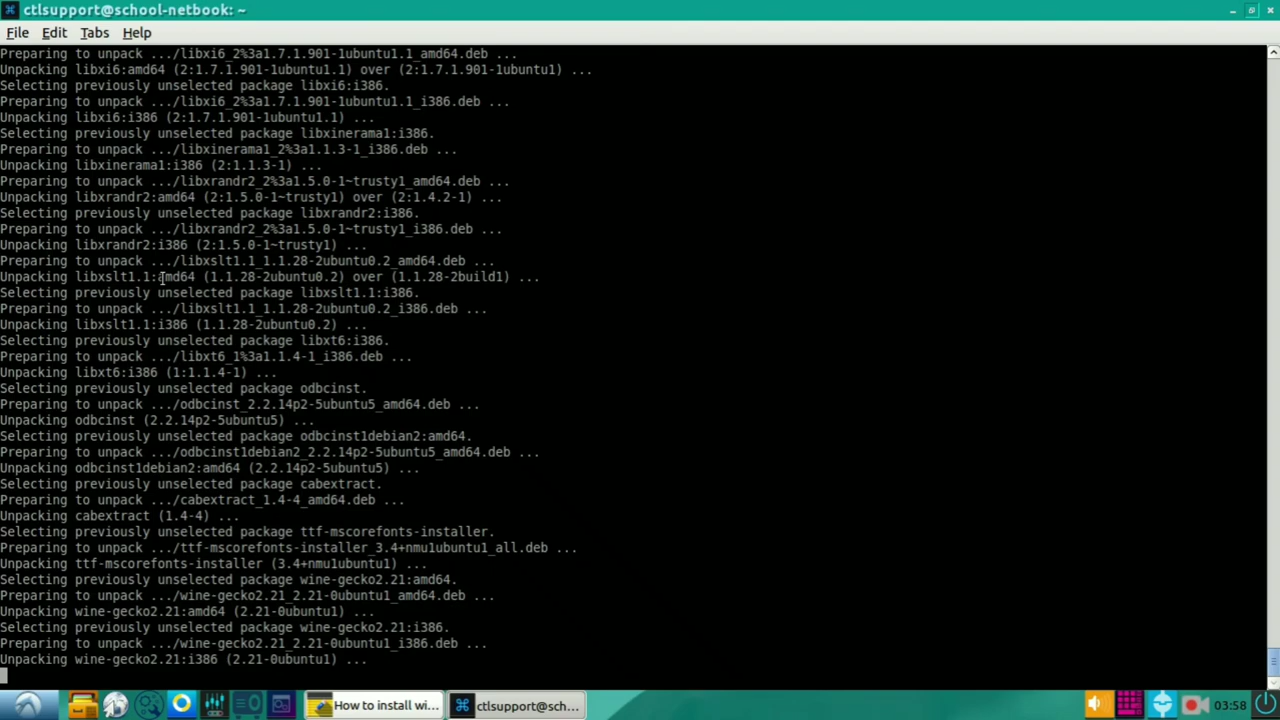 ctlsupport@school-netbook: ~
File Edit Tabs Help
Preparing to unpack .../libxi6_2%3a1.7.1.901-1ubuntu1.1_amd64.deb ...
Unpacking libxi6:amd64 (2:1.7.1.901-1ubuntu1.1) over (2:1.7.1.901-1ubuntu1) ...
Selecting previously unselected package libxi6:i386.
Preparing to unpack .../libxi6_2%3a1.7.1.901-1ubuntu1.1_i386.deb ...
Unpacking libxi6:i386 (2:1.7.1.901-1ubuntu1.1) ...
Selecting previously unselected package libxinerama1:i386.
Preparing to unpack .../libxinerama1_2%3a1.1.3-1_i386.deb ...
Unpacking libxinerama1:i386 (2:1.1.3-1) ...
Preparing to unpack .../libxrandr2_2%3a1.5.0-1~trusty1_amd64.deb ...
Unpacking libxrandr2:amd64 (2:1.5.0-1~trusty1) over (2:1.4.2-1) ...
Selecting previously unselected package libxrandr2:i386.
Preparing to unpack .../libxrandr2_2%3a1.5.0-1~trusty1_i386.deb ...
Unpacking libxrandr2:i386 (2:1.5.0-1~trusty1) ...
Preparing to unpack .../libxslt1.1_1.1.28-2ubuntu0.2_amd64.deb ...
Unpacking libxslt1.1:amd64 (1.1.28-2ubuntu0.2) over (1.1.28-2build1) ...
Selecting previously unselected package libxslt1.1:i386.
Preparing to unpack .../libxslt1.1_1.1.28-2ubuntu0.2_i386.deb ...
Unpacking libxslt1.1:i386 (1.1.28-2ubuntu0.2) ...
Selecting previously unselected package libxt6:i386.
Preparing to unpack .../libxt6_1%3a1.1.4-1_i386.deb ...
Unpacking libxt6:i386 (1:1.1.4-1) ...
Selecting previously unselected package odbcinst.
Preparing to unpack .../odbcinst_2.2.14p2-5ubuntu5_amd64.deb ...
Unpacking odbcinst (2.2.14p2-5ubuntu5) ...
Selecting previously unselected package odbcinst1debian2:amd64.
Preparing to unpack .../odbcinst1debian2_2.2.14p2-5ubuntu5_amd64.deb ...
Unpacking odbcinst1debian2:amd64 (2.2.14p2-5ubuntu5) ...
Selecting previously unselected package cabextract.
Preparing to unpack .../cabextract_1.4-4_amd64.deb ...
Unpacking cabextract (1.4-4) ...
Selecting previously unselected package ttf-mscorefonts-installer.
Preparing to unpack .../ttf-mscorefonts-installer_3.4+nmu1ubuntu1_all.deb ...
Unpacking ttf-mscorefonts-installer (3.4+nmu1ubuntu1) ...
Selecting previously unselected package wine-gecko2.21:amd64.
Preparing to unpack .../wine-gecko2.21_2.21-0ubuntu1_amd64.deb ...
Unpacking wine-gecko2.21:amd64 (2.21-0ubuntu1) ...
Selecting previously unselected package wine-gecko2.21:i386.
Preparing to unpack .../wine-gecko2.21_2.21-0ubuntu1_i386.deb ...
Unpacking wine-gecko2.21:i386 (2.21-0ubuntu1) ...
How to install wi... ctlsupport@sch... 03:58